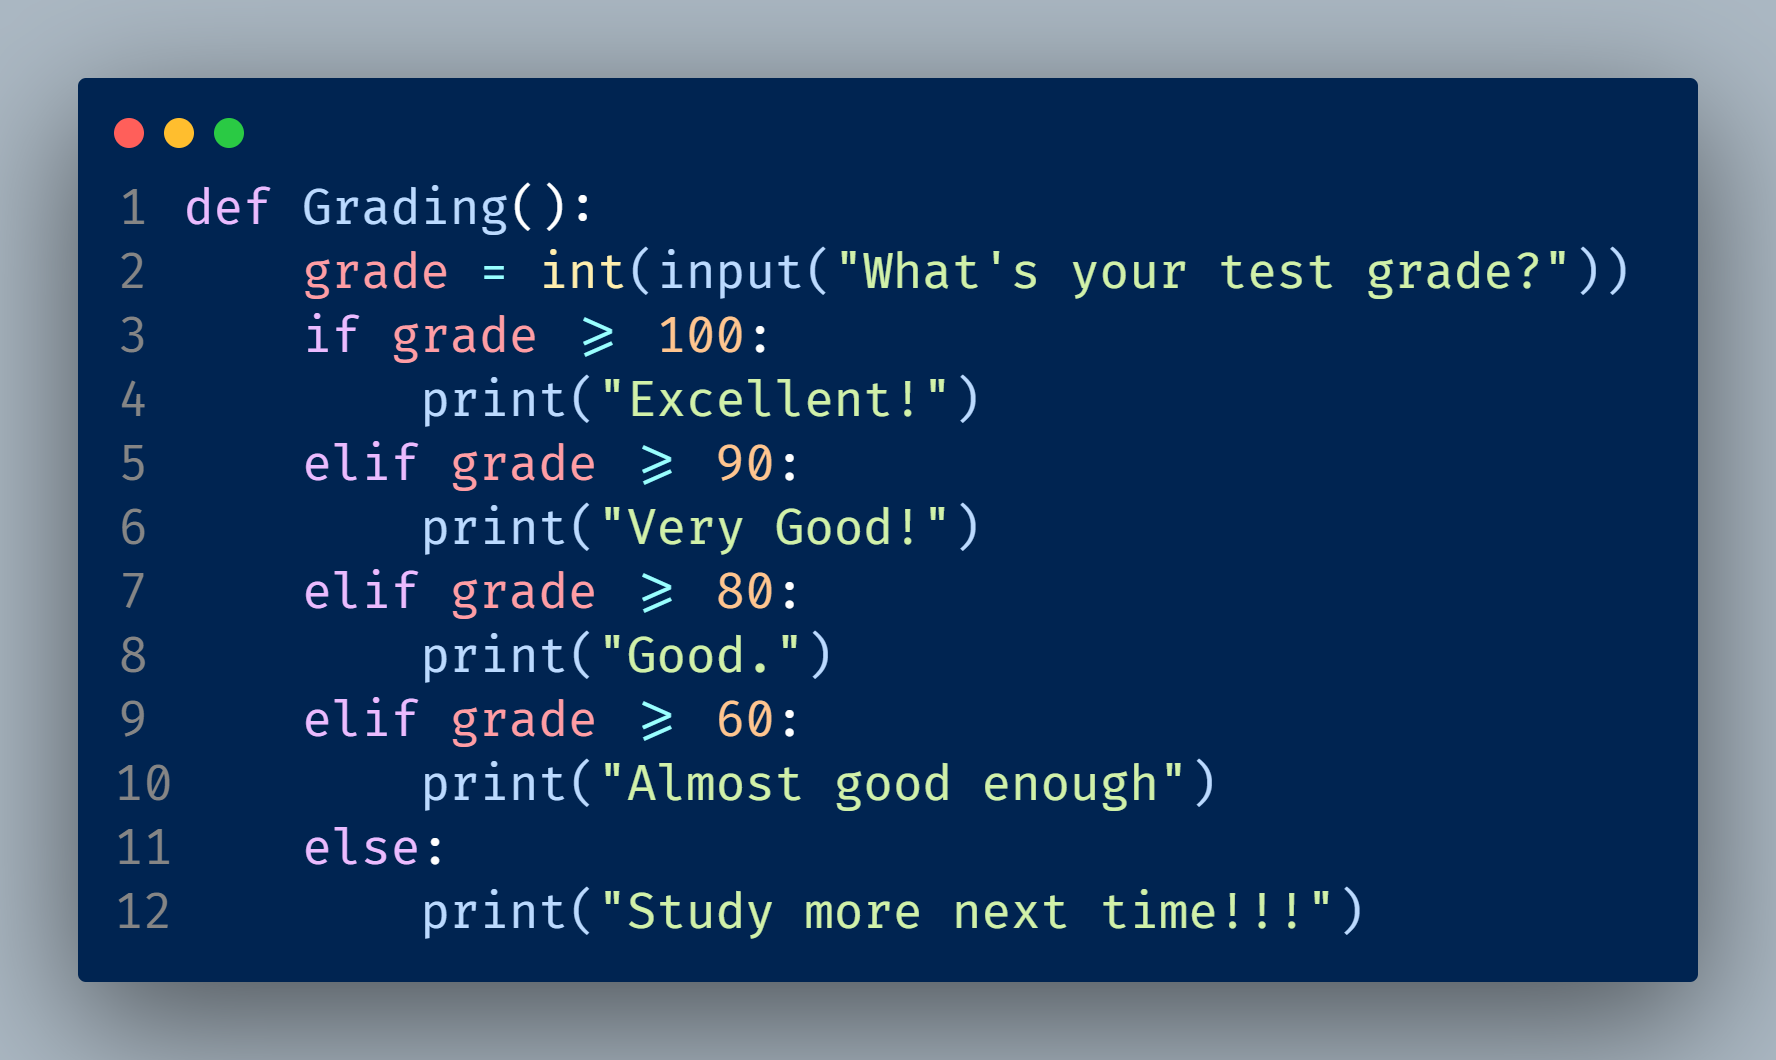 1 def Grading():
2     grade = int(input("What's your test grade?"))
3     if grade >= 100:
4         print("Excellent!")
5     elif grade >= 90:
6         print("Very Good!")
7     elif grade >= 80:
8         print("Good.")
9     elif grade >= 60:
10         print("Almost good enough")
11     else:
12         print("Study more next time!!!")